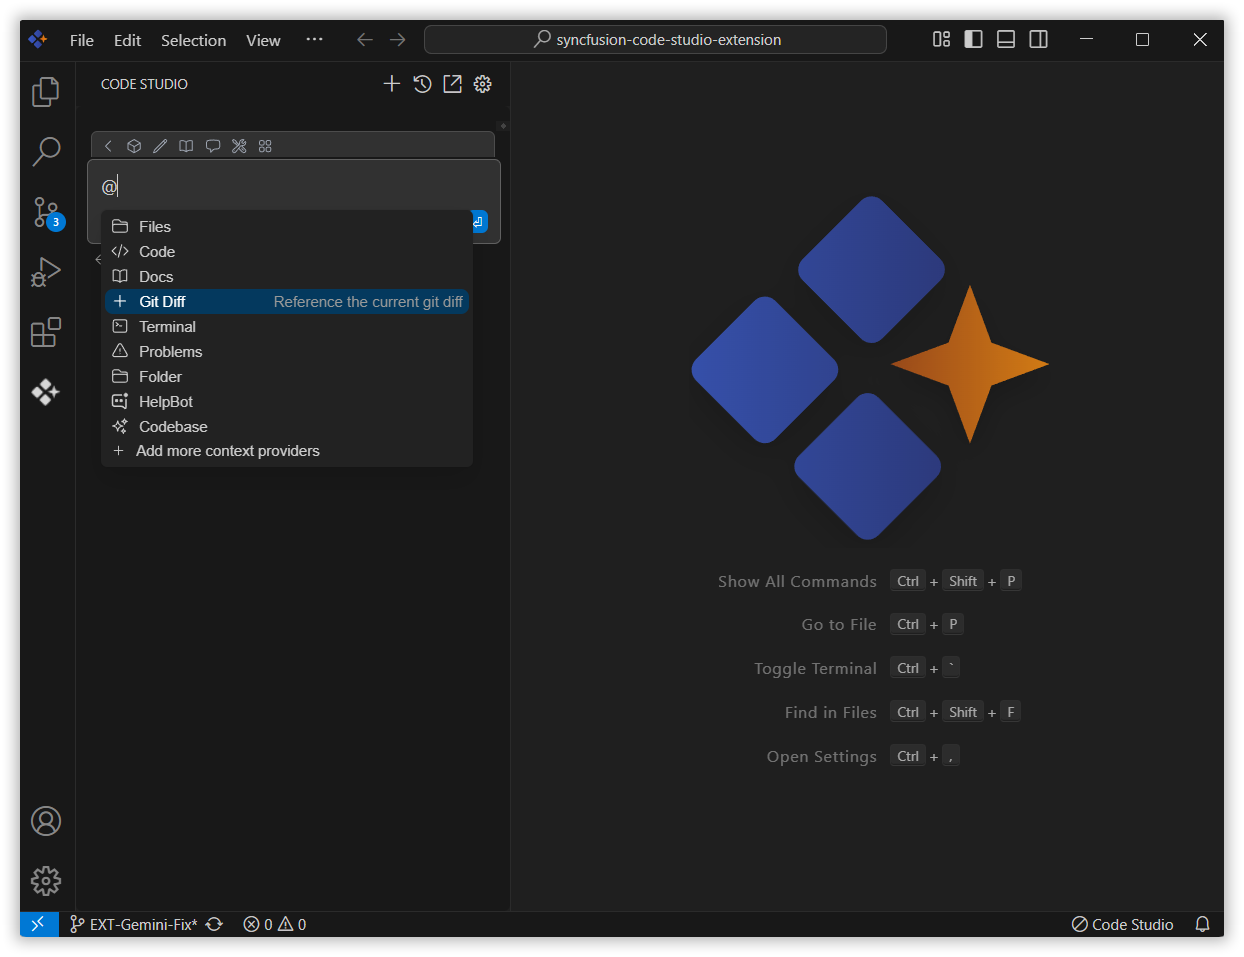 File Edit Selection View ··· syncfusion-code-studio-extension
CODE STUDIO
@
3
Files
Code
Docs
Git Diff Reference the current git diff
Terminal
Problems
Folder
HelpBot
Codebase
+ Add more context providers
Show All Commands Ctrl + Shift + P
Go to File Ctrl + P
Toggle Terminal Ctrl + `
Find in Files Ctrl + Shift + F
Open Settings Ctrl + ,
EXT-Gemini-Fix* 0 0 Code Studio